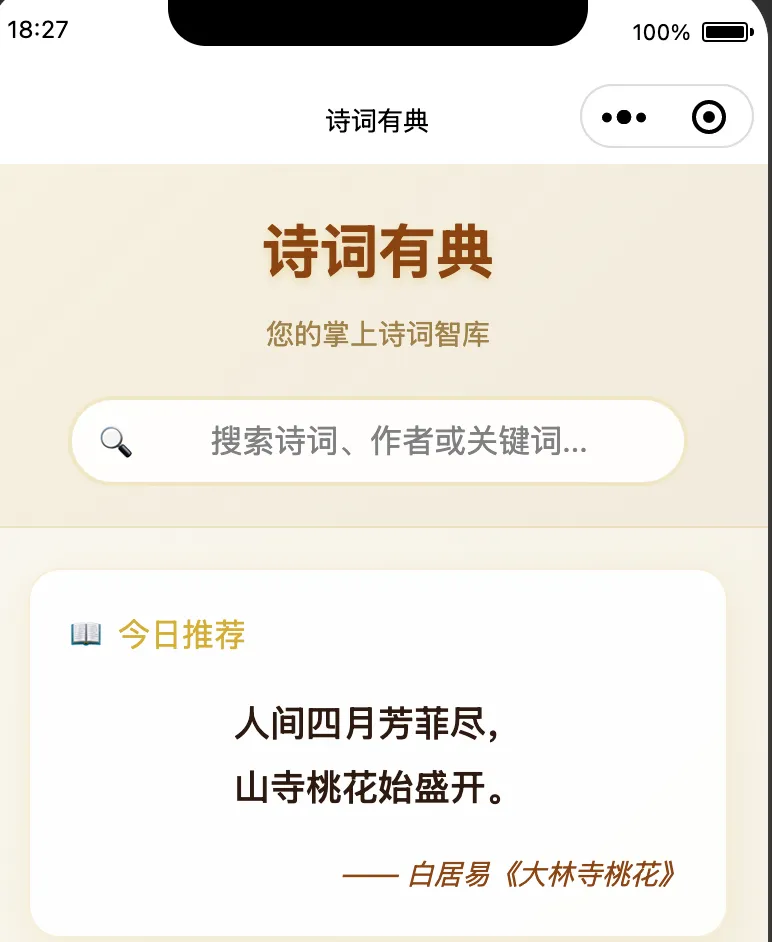 18:27
100%
诗词有典
诗词有典
您的掌上诗词智库
搜索诗词、作者或关键词...
今日推荐
人间四月芳菲尽，
山寺桃花始盛开。
—— 白居易《大林寺桃花》